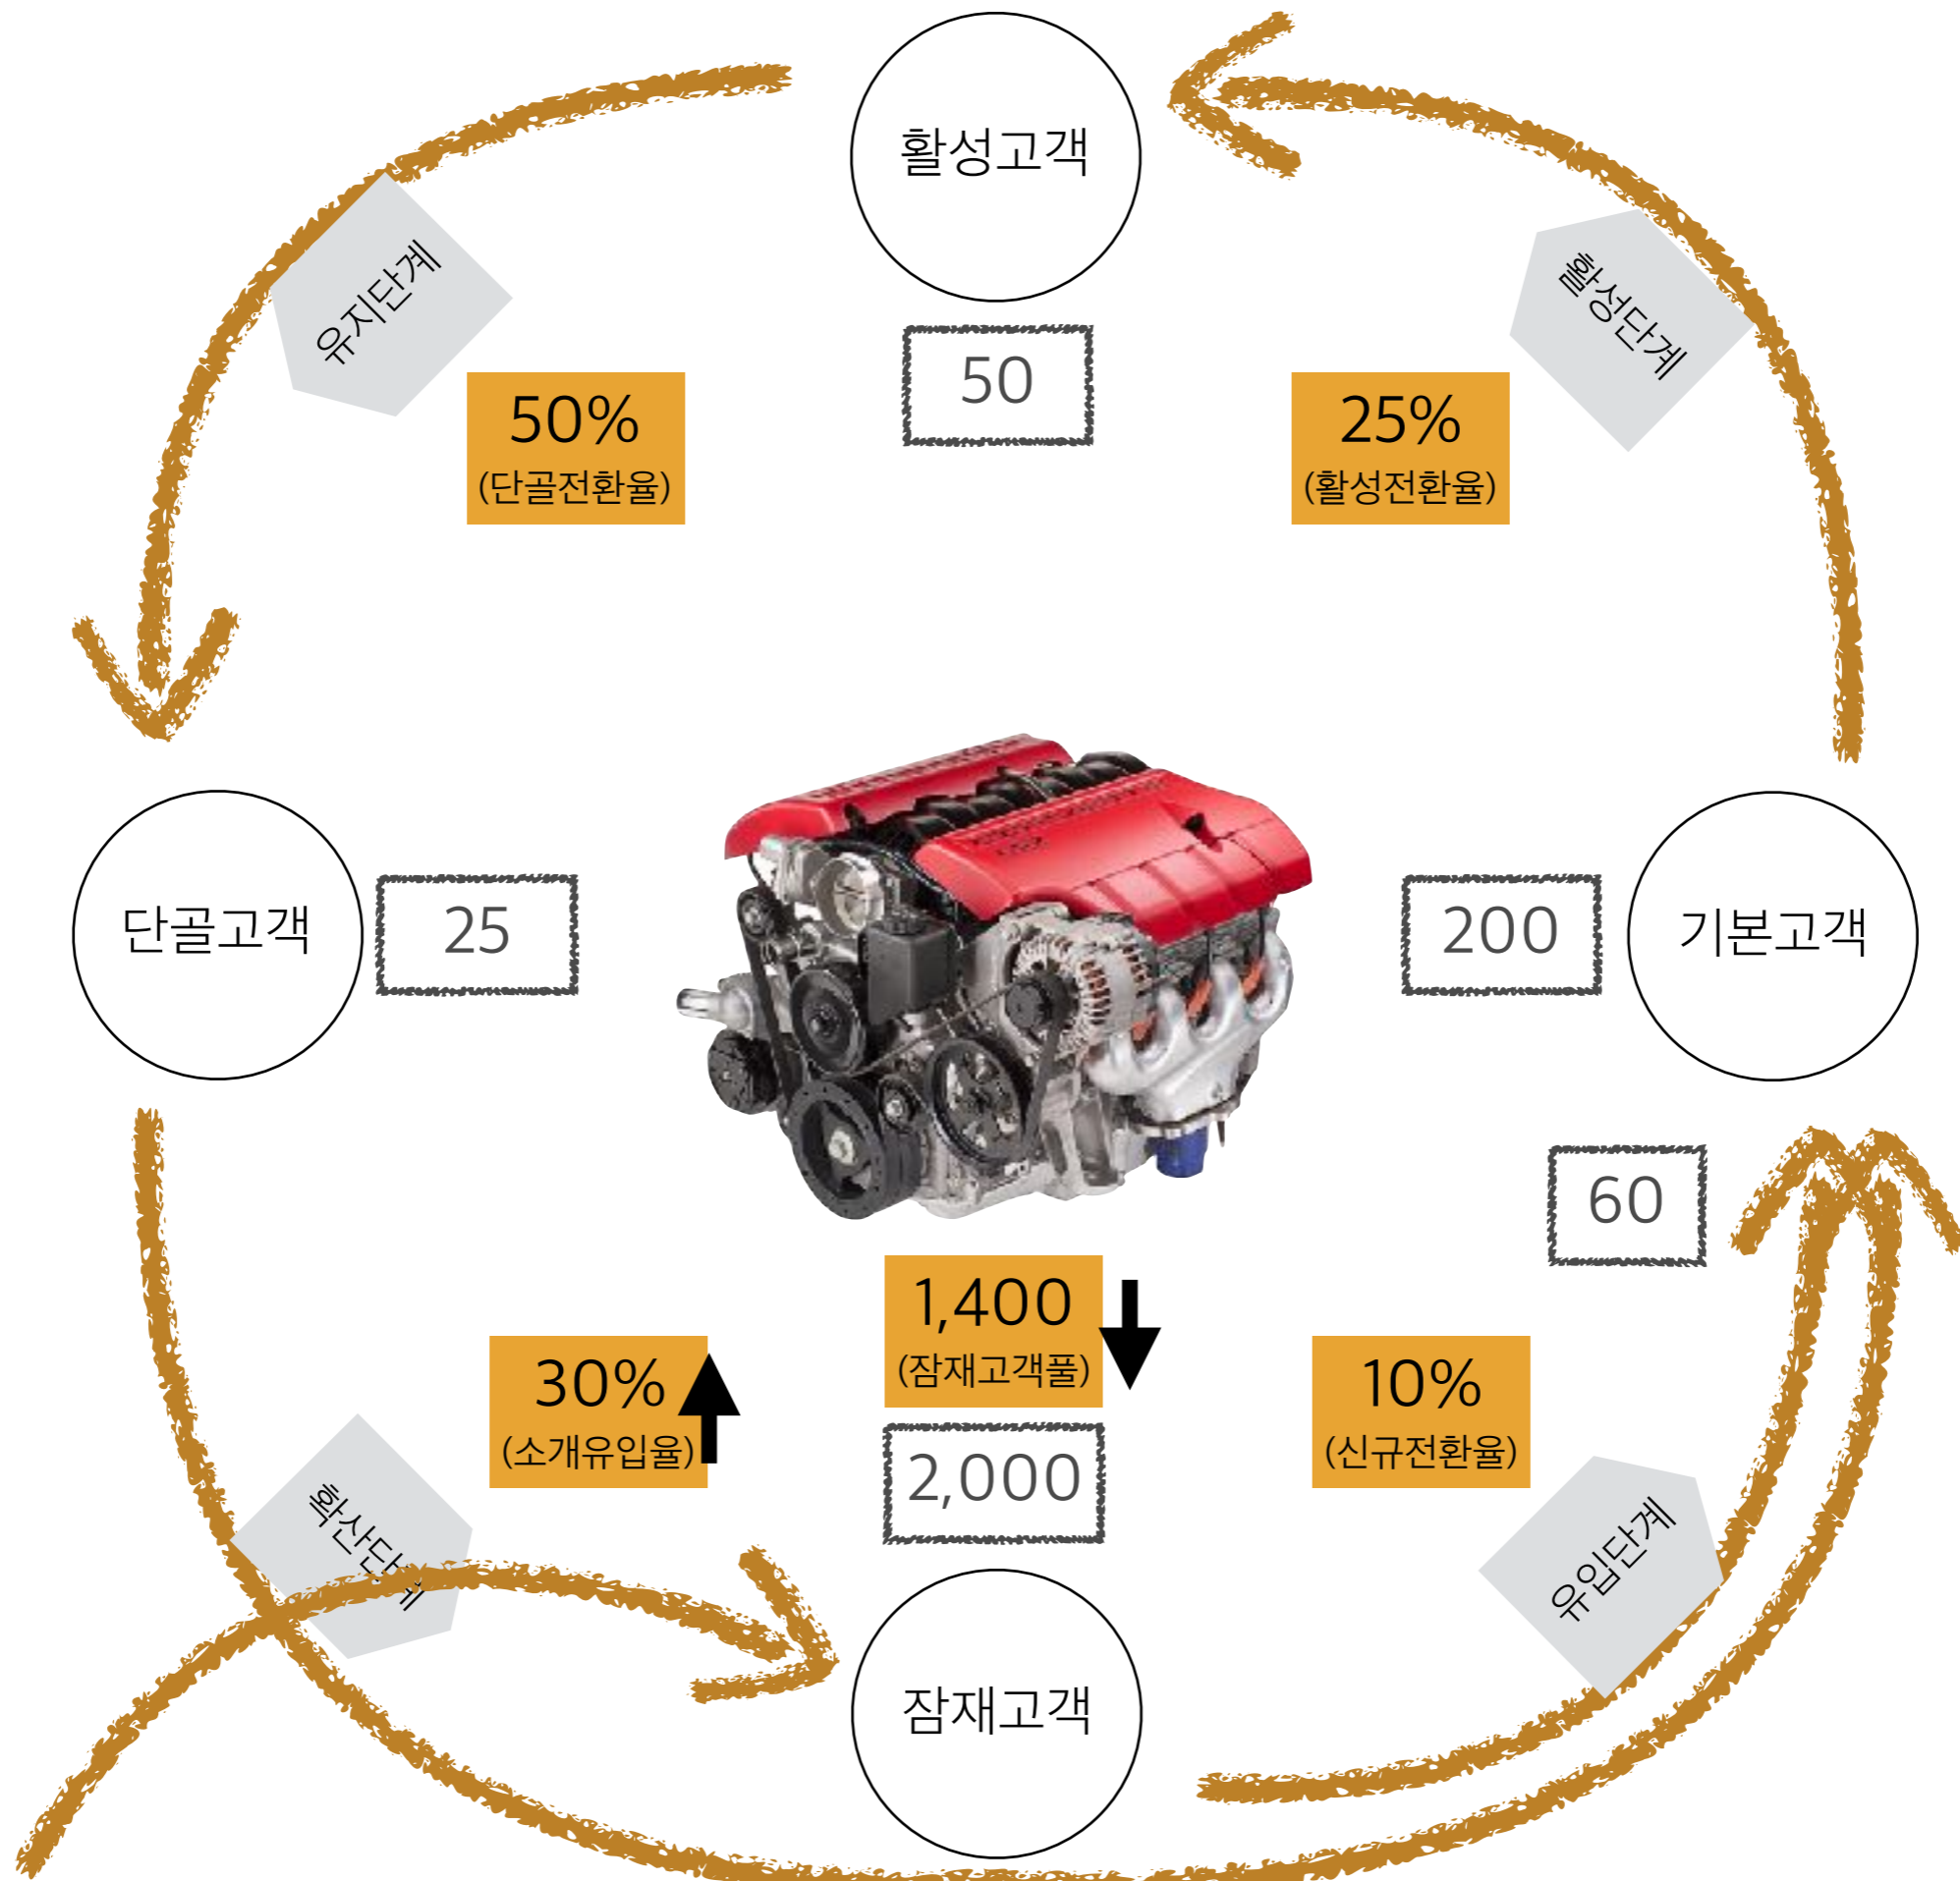 활성고객
유지단계
활성단계
50
50%
(단골전환율)
25%
(활성전환율)
단골고객
25
200
기본고객
60
1,400
(잠재고객풀)
30%
(소개유입율)
10%
(신규전환율)
2,000
확산단계
유입단계
잠재고객